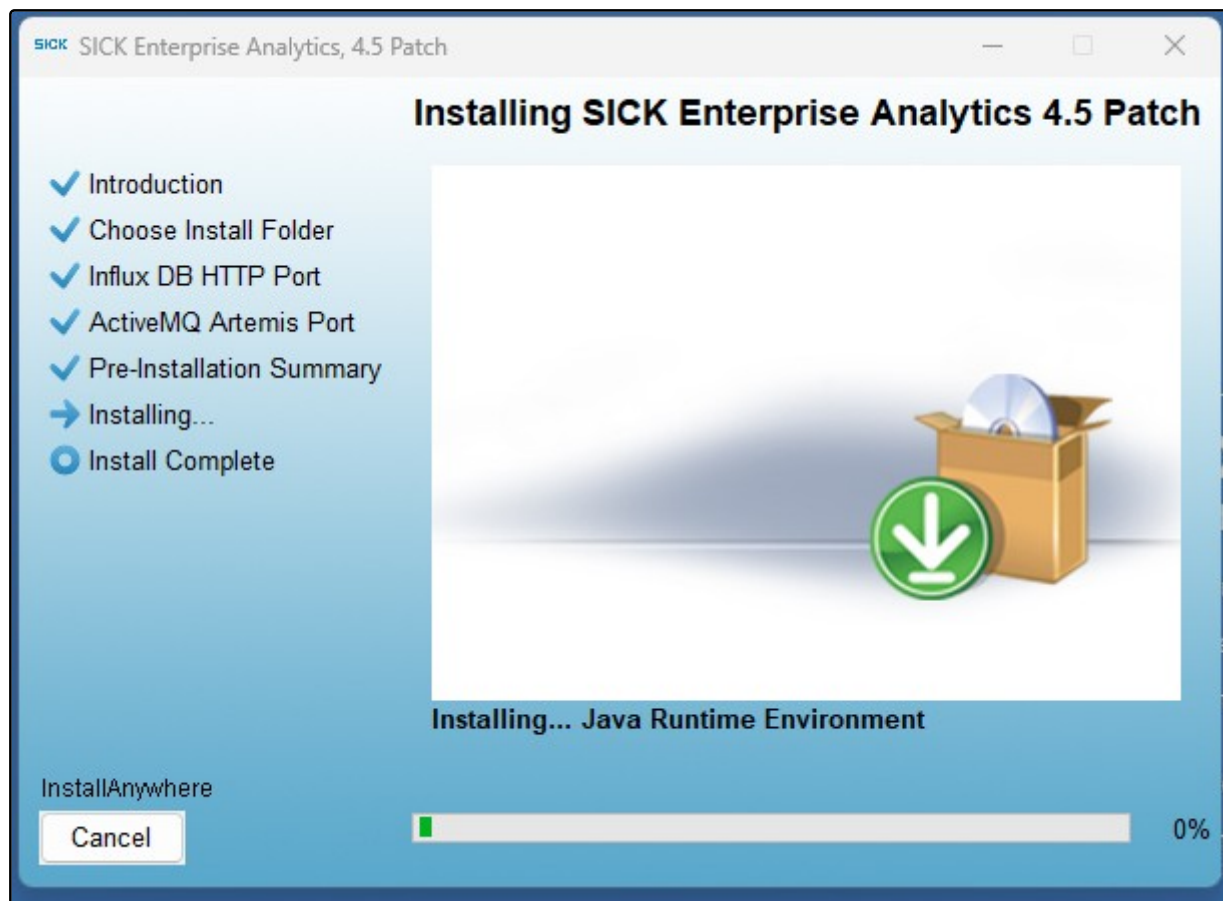 SICK SICK Enterprise Analytics, 4.5 Patch
Installing SICK Enterprise Analytics 4.5 Patch
Introduction
Choose Install Folder
Influx DB HTTP Port
ActiveMQ Artemis Port
Pre-Installation Summary
Installing...
Install Complete
Installing... Java Runtime Environment
InstallAnywhere
Cancel
0%